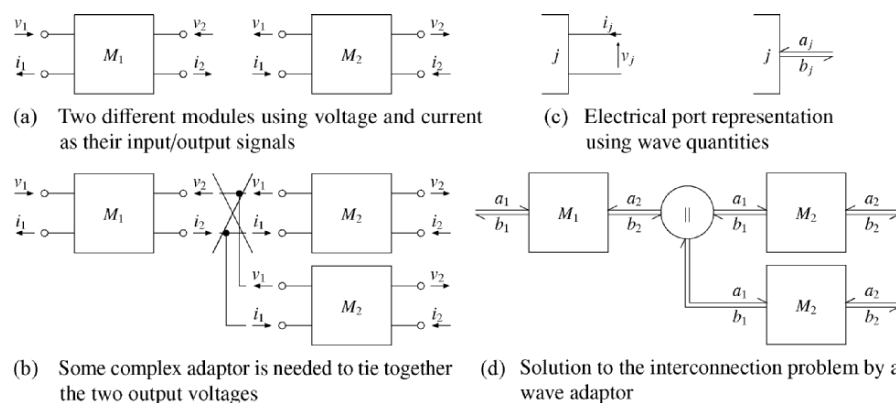 v1 v2 v1 v2
M1 M2
i1 i2 i1 i2
ij
j vj
j aj
bj
(a) Two different modules using voltage and current
as their input/output signals
(c) Electrical port representation
using wave quantities
v1 v2 v1 v2
M1 M2
i1 i2 i1 i2
v1 v2
M2
i1 i2
a1 a2 a1 a2
M1 || M2
b1 b2 b1 b2
a1 a2
M2
b1 b2
(b) Some complex adaptor is needed to tie together
the two output voltages
(d) Solution to the interconnection problem by a
wave adaptor